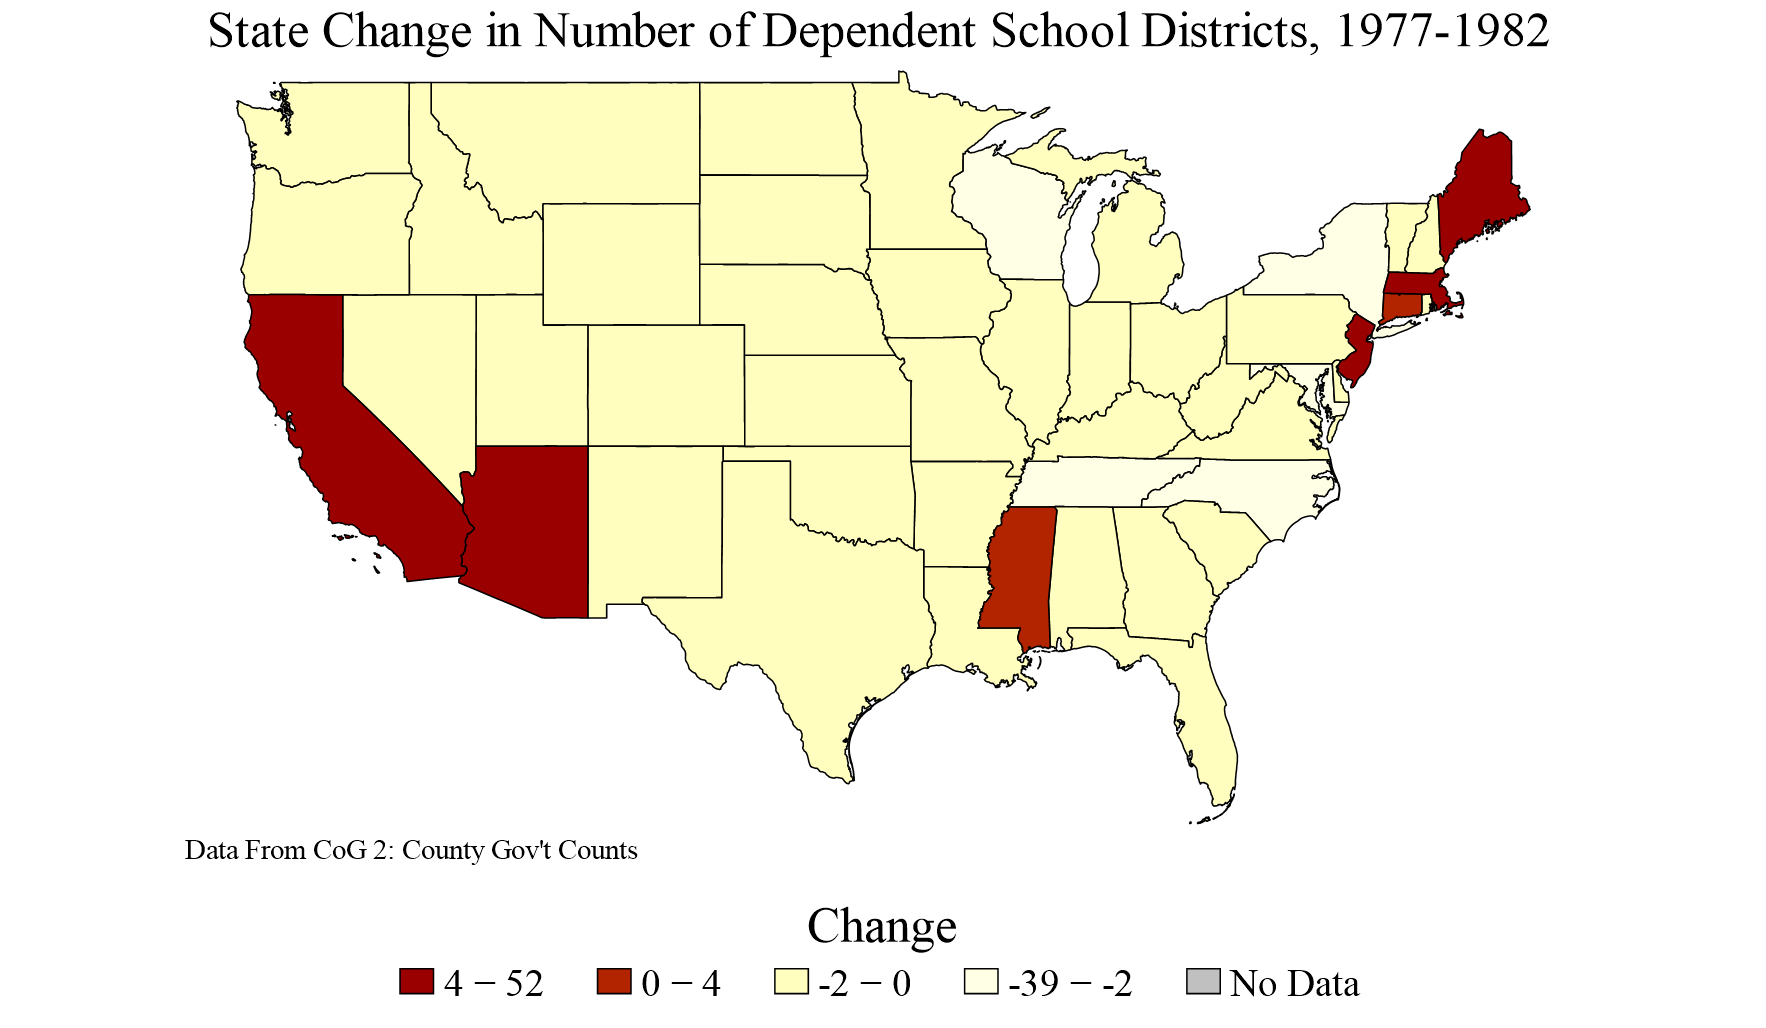 State Change in Number of Dependent School Districts, 1977-1982
Data From CoG 2: County Gov't Counts
Change
4 − 52 0 − 4 -2 − 0 -39 − -2 No Data